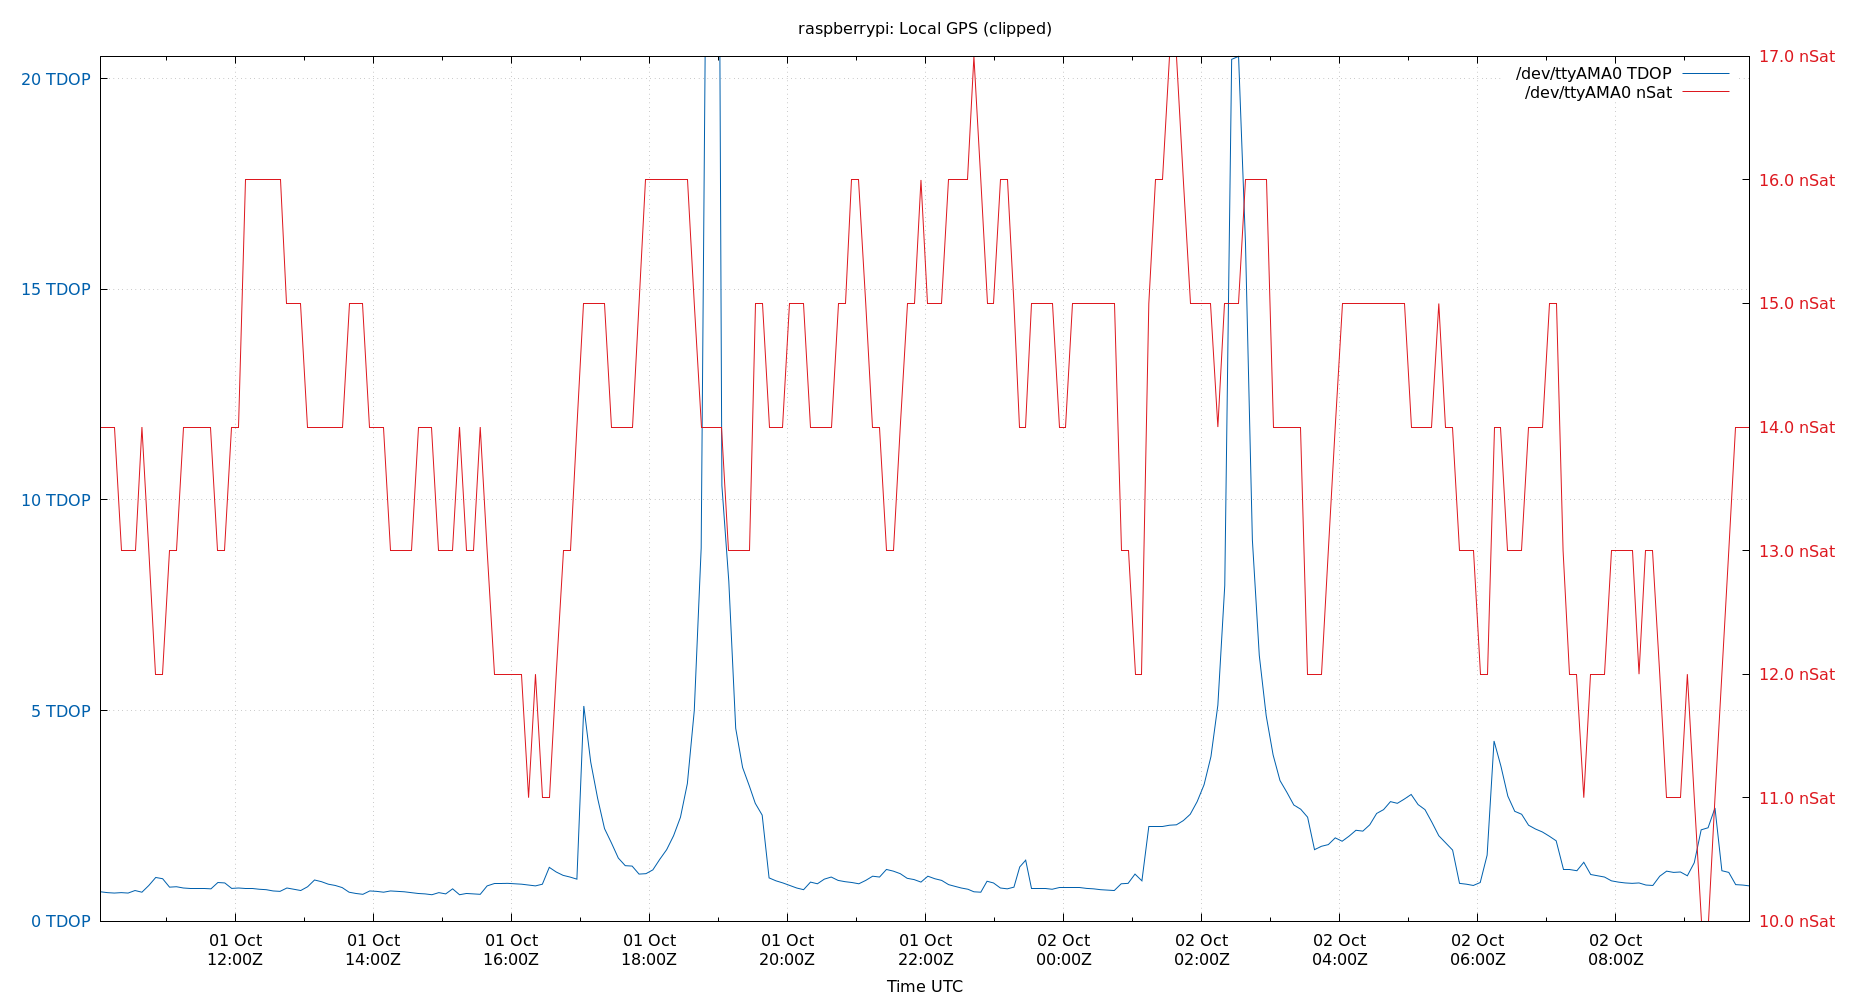 raspberrypi: Local GPS (clipped)
/dev/ttyAMA0 TDOP
/dev/ttyAMA0 nSat
20 TDOP
15 TDOP
10 TDOP
5 TDOP
0 TDOP
17.0 nSat
16.0 nSat
15.0 nSat
14.0 nSat
13.0 nSat
12.0 nSat
11.0 nSat
10.0 nSat
01 Oct
12:00Z
01 Oct
14:00Z
01 Oct
16:00Z
01 Oct
18:00Z
01 Oct
20:00Z
01 Oct
22:00Z
02 Oct
00:00Z
02 Oct
02:00Z
02 Oct
04:00Z
02 Oct
06:00Z
02 Oct
08:00Z
Time UTC